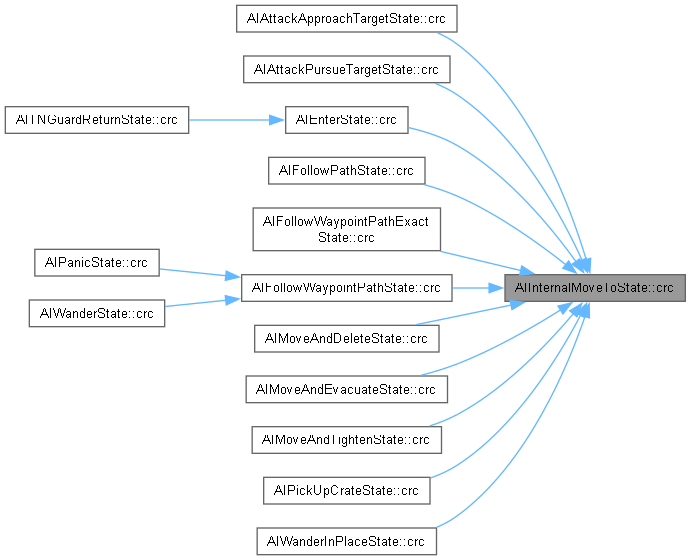 AIAttackApproachTargetState::crc
AIAttackPursueTargetState::crc
AITNGuardReturnState::crc
AIEnterState::crc
AIFollowPathState::crc
AIFollowWaypointPathExact
State::crc
AIPanicState::crc
AIFollowWaypointPathState::crc
AIInternalMoveToState::crc
AIWanderState::crc
AIMoveAndDeleteState::crc
AIMoveAndEvacuateState::crc
AIMoveAndTightenState::crc
AIPickUpCrateState::crc
AIWanderInPlaceState::crc